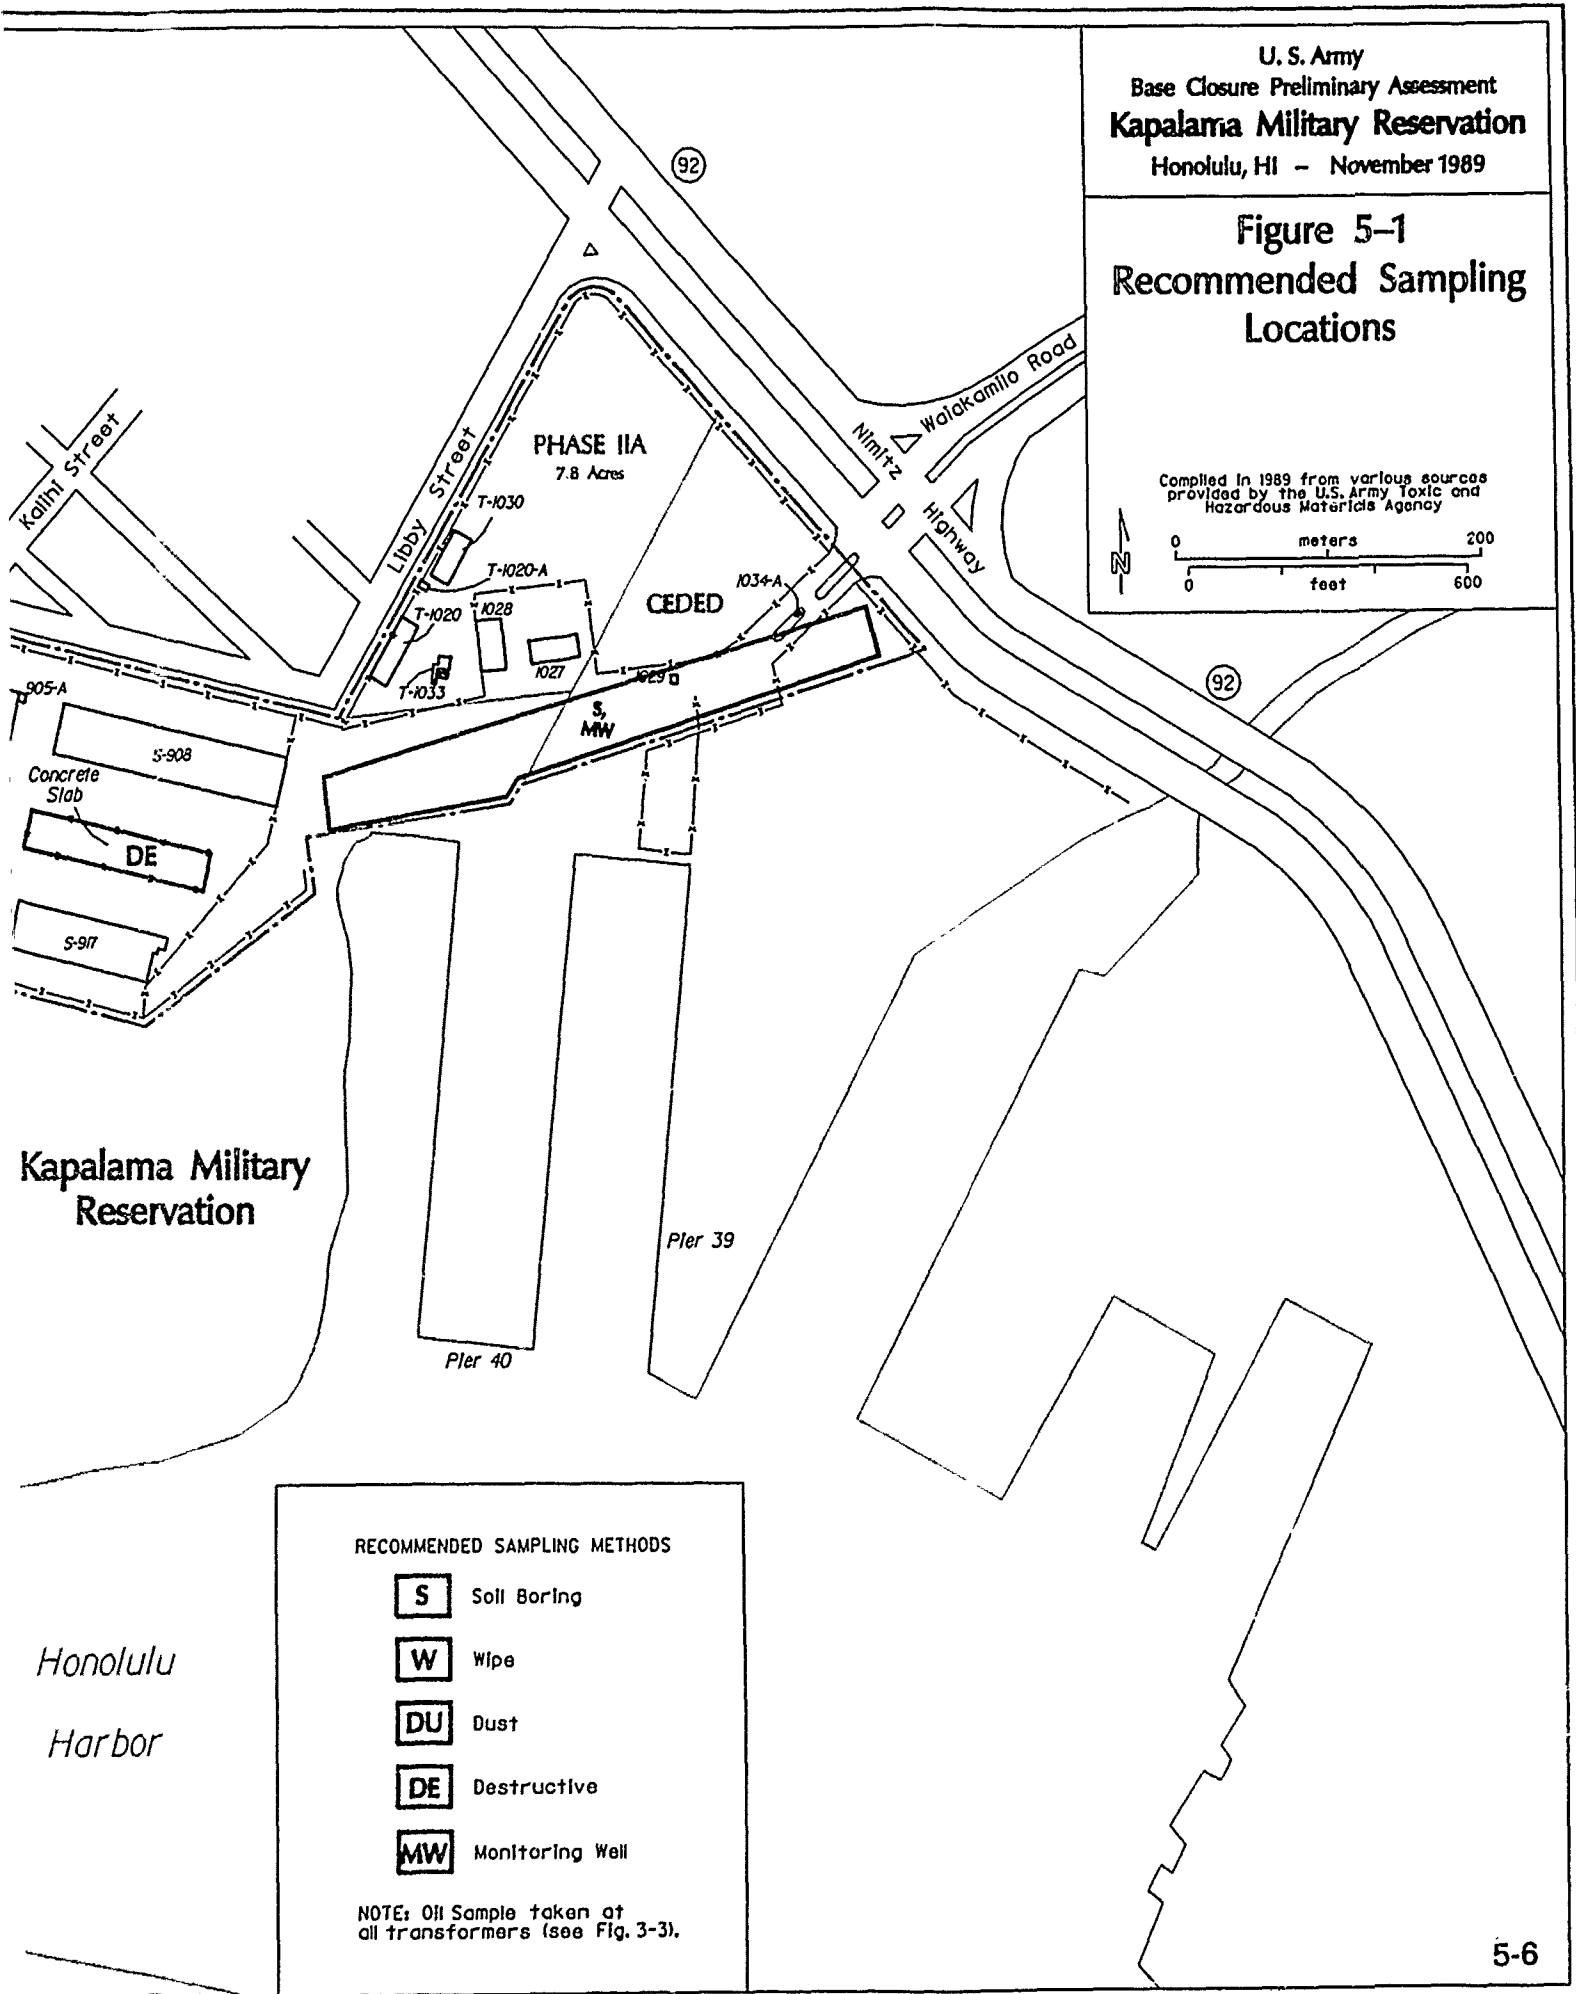 U. S. Army
Base Closure Preliminary Assessment
Kapalama Military Reservation
Honolulu, HI – November 1989
Figure 5–1
Recommended Sampling
Locations
Compiled in 1989 from various sources
provided by the U.S. Army Toxic and
Hazardous Materials Agency
N
0 meters 200
0 feet 600
92
Waiakamilo Road
Nimitz
Highway
Kalihi Street
Libby Street
PHASE IIA
7.8 Acres
T-1030
T-1020-A
T-1020
1028
1034-A
CEDED
1027
T-1033
1029
92
905-A
S,
MW
S-908
Concrete
Slab
DE
S-917
Kapalama Military
Reservation
Pier 39
Pier 40
Honolulu
Harbor
RECOMMENDED SAMPLING METHODS
S Soil Boring
W Wipe
DU Dust
DE Destructive
MW Monitoring Well
NOTE: Oil Sample taken at
all transformers (see Fig. 3-3).
5-6